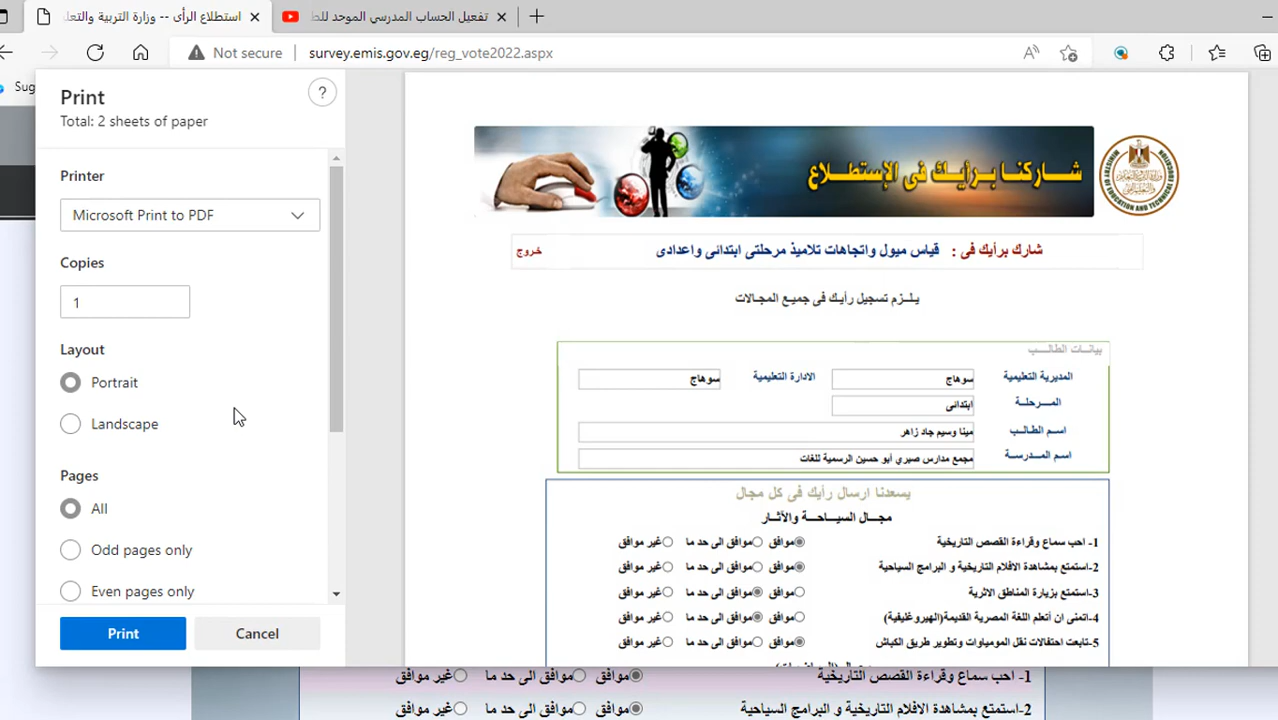 استطلاع الرأى -- وزارة التربية والتعل
تفعيل الحساب المدرسي الموحد للط
Not secure
survey.emis.gov.eg/reg_vote2022.aspx
Sug
Print
?
Total: 2 sheets of paper
Printer
Microsoft Print to PDF
Copies
1
Layout
Portrait
Landscape
Pages
All
Odd pages only
Even pages only
Print
Cancel
شاركنا برأيك فى الإستطلاع
شارك برأيك فى : قياس ميول واتجاهات تلاميذ مرحلتى ابتدائى واعدادى
خروج
يلزم تسجيل رأيك فى جميع المجالات
بيانات الطالب
المديرية التعليمية سوهاج الادارة التعليمية سوهاج
المرحلة ابتدائى
اسم الطالب مينا وسيم جاد زاهر
اسم المدرسة مجمع مدارس صبري أبو حسين الرسمية للغات
يسعدنا ارسال رأيك فى كل مجال
مجال السياحة والأثار
1- احب سماع وقراءة القصص التاريخية موافق موافق الى حد ما غير موافق
2-استمتع بمشاهدة الافلام التاريخية و البرامج السياحية موافق موافق الى حد ما غير موافق
3-استمتع بزيارة المناطق الاثرية موافق موافق الى حد ما غير موافق
4-اتمنى ان أتعلم اللغة المصرية القديمة(الهيروغليفية) موافق موافق الى حد ما غير موافق
5-تابعت احتفالات نقل المومياوات وتطوير طريق الكباش موافق موافق الى حد ما غير موافق
1- احب سماع وقراءة القصص التاريخية موافق موافق الى حد ما غير موافق
2-استمتع بمشاهدة الافلام التاريخية و البرامج السياحية موافق موافق الى حد ما غير موافق